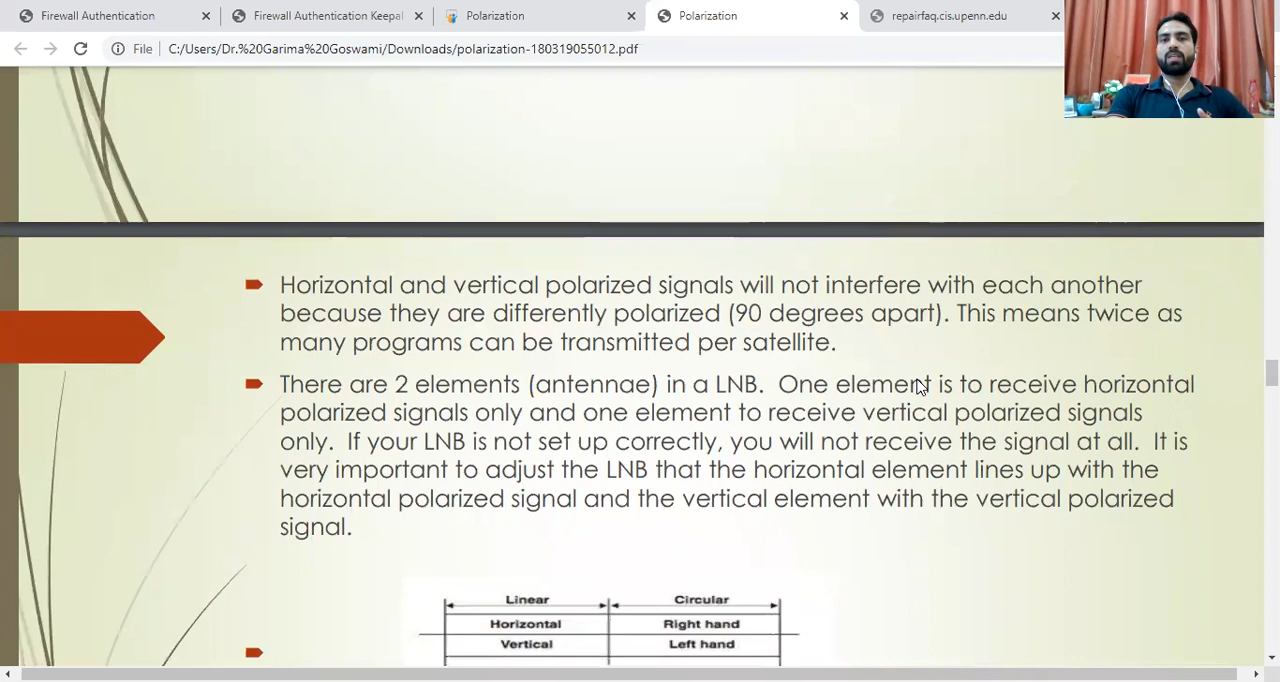 Firewall Authentication
Firewall Authentication Keepal
Polarization
Polarization
repairfaq.cis.upenn.edu
File
C:/Users/Dr.%20Garima%20Goswami/Downloads/polarization-180319055012.pdf
Horizontal and vertical polarized signals will not interfere with each another
because they are differently polarized (90 degrees apart). This means twice as
many programs can be transmitted per satellite.
There are 2 elements (antennae) in a LNB. One element is to receive horizontal
polarized signals only and one element to receive vertical polarized signals
only. If your LNB is not set up correctly, you will not receive the signal at all. It is
very important to adjust the LNB that the horizontal element lines up with the
horizontal polarized signal and the vertical element with the vertical polarized
signal.
Linear Circular
Horizontal Right hand
Vertical Left hand